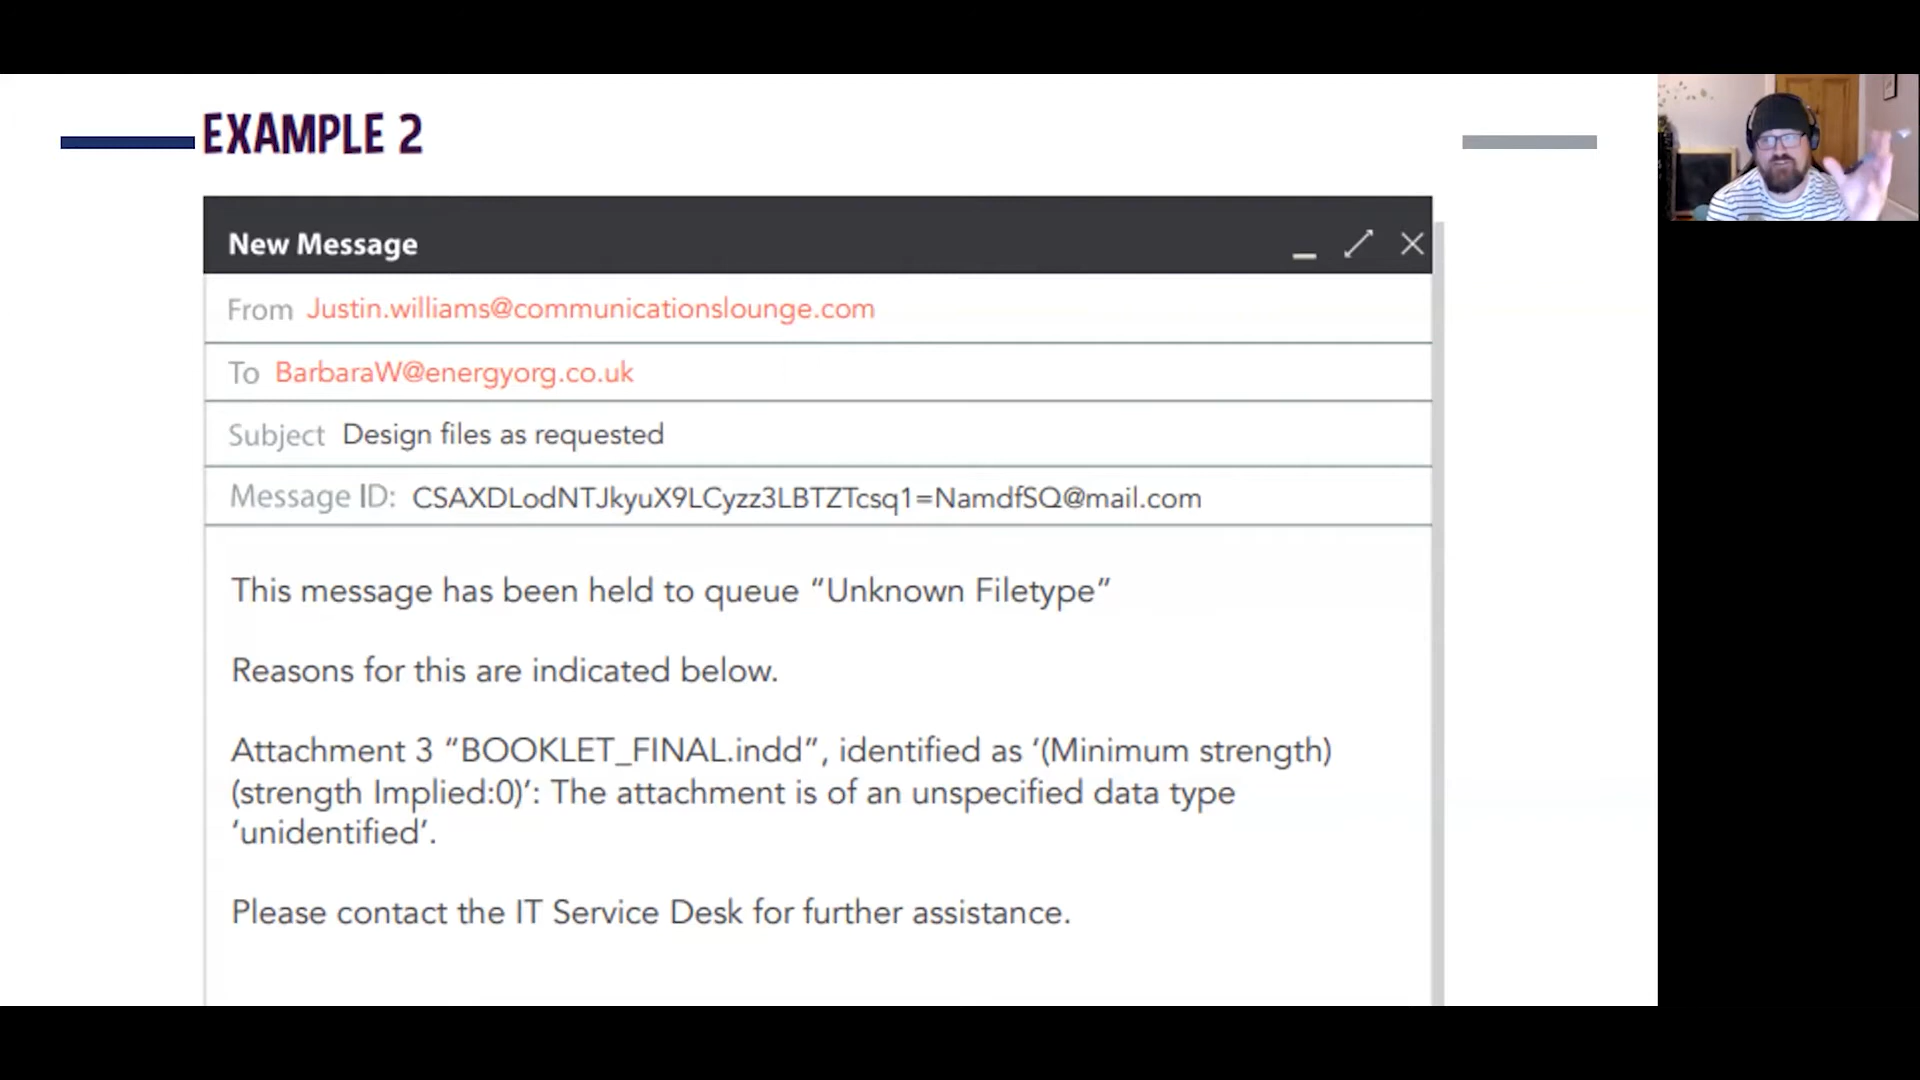 EXAMPLE 2
New Message
From Justin.williams@communicationslounge.com
To BarbaraW@energyorg.co.uk
Subject Design files as requested
Message ID: CSAXDLodNTJkyuX9LCyzz3LBTZTcsq1=NamdfSQ@mail.com
This message has been held to queue “Unknown Filetype”
Reasons for this are indicated below.
Attachment 3 “BOOKLET_FINAL.indd”, identified as ‘(Minimum strength)
(strength Implied:0)’: The attachment is of an unspecified data type
‘unidentified’.
Please contact the IT Service Desk for further assistance.